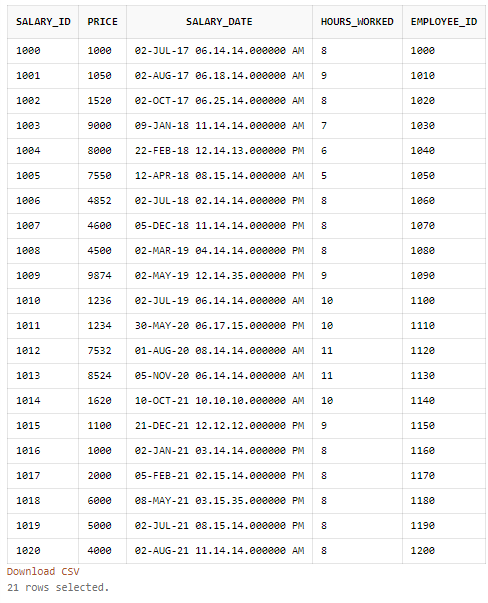 SALARY_ID PRICE SALARY_DATE HOURS_WORKED EMPLOYEE_ID
1000 1000 02-JUL-17 06.14.14.000000 AM 8 1000
1001 1050 02-AUG-17 06.18.14.000000 AM 9 1010
1002 1520 02-OCT-17 06.25.14.000000 AM 8 1020
1003 9000 09-JAN-18 11.14.14.000000 AM 7 1030
1004 8000 22-FEB-18 12.14.13.000000 PM 6 1040
1005 7550 12-APR-18 08.15.14.000000 AM 5 1050
1006 4852 02-JUL-18 02.14.14.000000 PM 8 1060
1007 4600 05-DEC-18 11.14.14.000000 PM 8 1070
1008 4500 02-MAR-19 04.14.14.000000 PM 8 1080
1009 9874 02-MAY-19 12.14.35.000000 PM 9 1090
1010 1236 02-JUL-19 06.14.14.000000 AM 10 1100
1011 1234 30-MAY-20 06.17.15.000000 PM 10 1110
1012 7532 01-AUG-20 08.14.14.000000 AM 11 1120
1013 8524 05-NOV-20 06.14.14.000000 AM 11 1130
1014 1620 10-OCT-21 10.10.10.000000 AM 10 1140
1015 1100 21-DEC-21 12.12.12.000000 PM 9 1150
1016 1000 02-JAN-21 03.14.14.000000 PM 8 1160
1017 2000 05-FEB-21 02.15.14.000000 PM 8 1170
1018 6000 08-MAY-21 03.15.35.000000 PM 8 1180
1019 5000 02-JUL-21 08.15.14.000000 PM 8 1190
1020 4000 02-AUG-21 11.14.14.000000 AM 8 1200
Download CSV
21 rows selected.